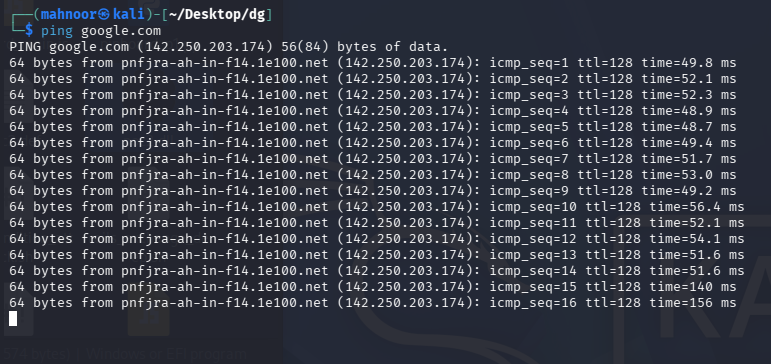 ┌──(mahnoor㉿kali)-[~/Desktop/dg]
└─$ ping google.com
PING google.com (142.250.203.174) 56(84) bytes of data.
64 bytes from pnfjra-ah-in-f14.1e100.net (142.250.203.174): icmp_seq=1 ttl=128 time=49.8 ms
64 bytes from pnfjra-ah-in-f14.1e100.net (142.250.203.174): icmp_seq=2 ttl=128 time=52.1 ms
64 bytes from pnfjra-ah-in-f14.1e100.net (142.250.203.174): icmp_seq=3 ttl=128 time=52.3 ms
64 bytes from pnfjra-ah-in-f14.1e100.net (142.250.203.174): icmp_seq=4 ttl=128 time=48.9 ms
64 bytes from pnfjra-ah-in-f14.1e100.net (142.250.203.174): icmp_seq=5 ttl=128 time=48.7 ms
64 bytes from pnfjra-ah-in-f14.1e100.net (142.250.203.174): icmp_seq=6 ttl=128 time=49.4 ms
64 bytes from pnfjra-ah-in-f14.1e100.net (142.250.203.174): icmp_seq=7 ttl=128 time=51.7 ms
64 bytes from pnfjra-ah-in-f14.1e100.net (142.250.203.174): icmp_seq=8 ttl=128 time=53.0 ms
64 bytes from pnfjra-ah-in-f14.1e100.net (142.250.203.174): icmp_seq=9 ttl=128 time=49.2 ms
64 bytes from pnfjra-ah-in-f14.1e100.net (142.250.203.174): icmp_seq=10 ttl=128 time=56.4 ms
64 bytes from pnfjra-ah-in-f14.1e100.net (142.250.203.174): icmp_seq=11 ttl=128 time=52.1 ms
64 bytes from pnfjra-ah-in-f14.1e100.net (142.250.203.174): icmp_seq=12 ttl=128 time=54.1 ms
64 bytes from pnfjra-ah-in-f14.1e100.net (142.250.203.174): icmp_seq=13 ttl=128 time=51.6 ms
64 bytes from pnfjra-ah-in-f14.1e100.net (142.250.203.174): icmp_seq=14 ttl=128 time=51.6 ms
64 bytes from pnfjra-ah-in-f14.1e100.net (142.250.203.174): icmp_seq=15 ttl=128 time=140 ms
64 bytes from pnfjra-ah-in-f14.1e100.net (142.250.203.174): icmp_seq=16 ttl=128 time=156 ms
KA
bytes) | Windows or EFI program